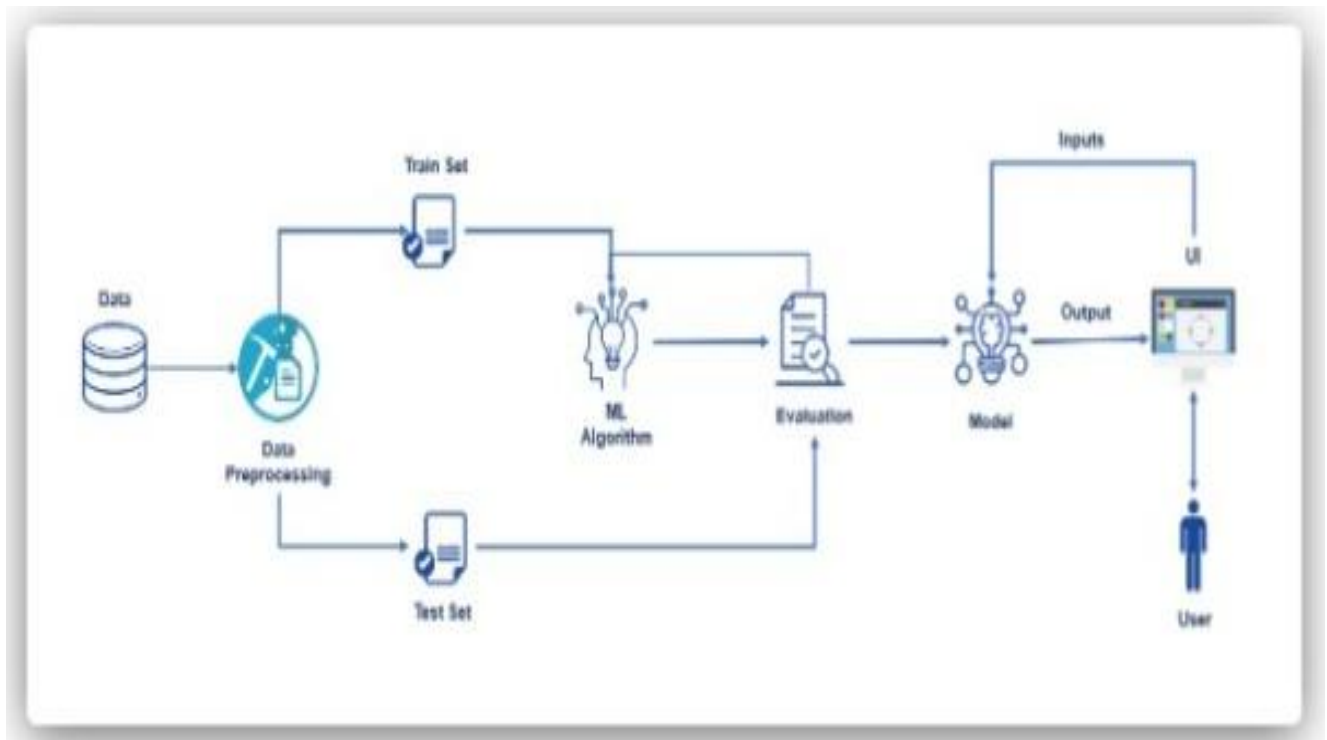 Data
Data
Preprocessing
Train Set
Test Set
ML
Algorithm
Evaluation
Model
Inputs
Output
UI
User